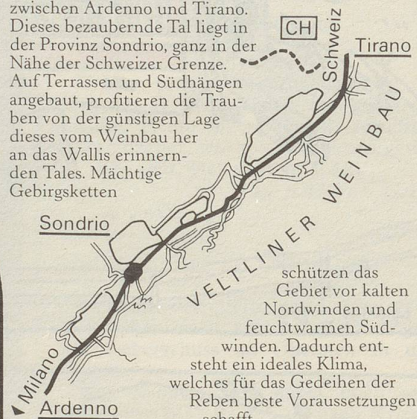 zwischen Ardenno und Tirano.
Dieses bezaubernde Tal liegt in
der Provinz Sondrio, ganz in der
Nähe der Schweizer Grenze.
Auf Terrassen und Südhängen
angebaut, profitieren die Trau-
ben von der günstigen Lage
dieses vom Weinbau her
an das Wallis erinnern-
den Tales. Mächtige
Gebirgsketten
CH
Schweiz
Tirano
VELTLINER WEINBAU
Sondrio
Milano
Ardenno
schützen das
Gebiet vor kalten
Nordwinden und
feuchtwarmen Süd-
winden. Dadurch ent-
steht ein ideales Klima,
welches für das Gedeihen der
Reben beste Voraussetzungen
schafft